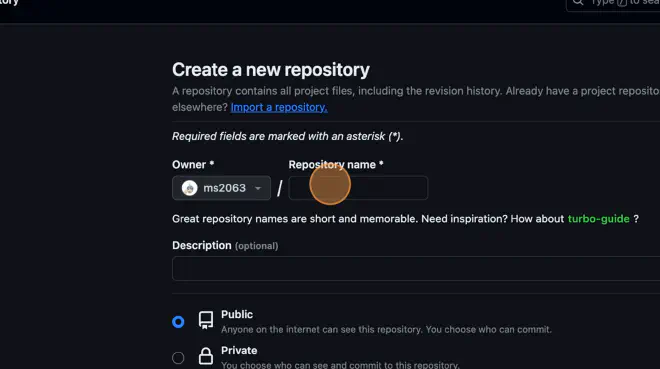 Type / to sea
Create a new repository
A repository contains all project files, including the revision history. Already have a project reposito
elsewhere? Import a repository.
Required fields are marked with an asterisk (*).
Owner * Repository name *
ms2063 /
Great repository names are short and memorable. Need inspiration? How about turbo-guide ?
Description (optional)
Public
Anyone on the internet can see this repository. You choose who can commit.
Private
You choose who can see and commit to this repository.